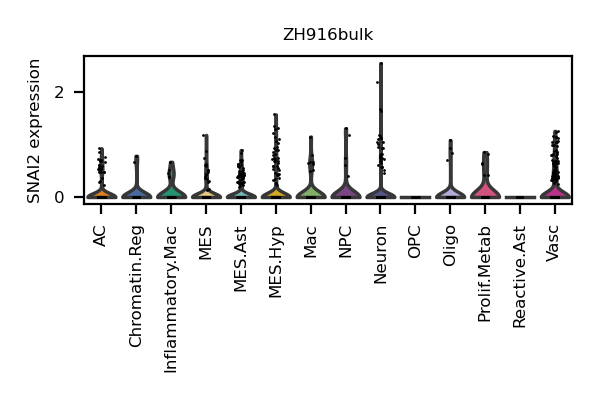 ZH916bulk
SNAI2 expression
2
0
AC
Chromatin.Reg
Inflammatory.Mac
MES
MES.Ast
MES.Hyp
Mac
NPC
Neuron
OPC
Oligo
Prolif.Metab
Reactive.Ast
Vasc